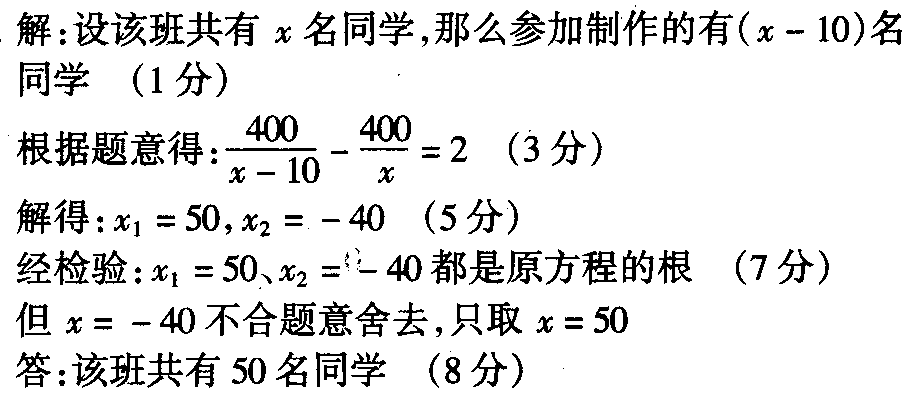 解:设该班共有 x 名同学,那么参加制作的有(x - 10)名
同学 (1 分)
根据题意得:\frac{400}{x - 10} - \frac{400}{x} = 2 (3 分)
解得:x₁ = 50, x₂ = - 40 (5 分)
经检验:x₁ = 50、x₂ = - 40 都是原方程的根 (7 分)
但 x = - 40 不合题意舍去,只取 x = 50
答:该班共有 50 名同学 (8 分)